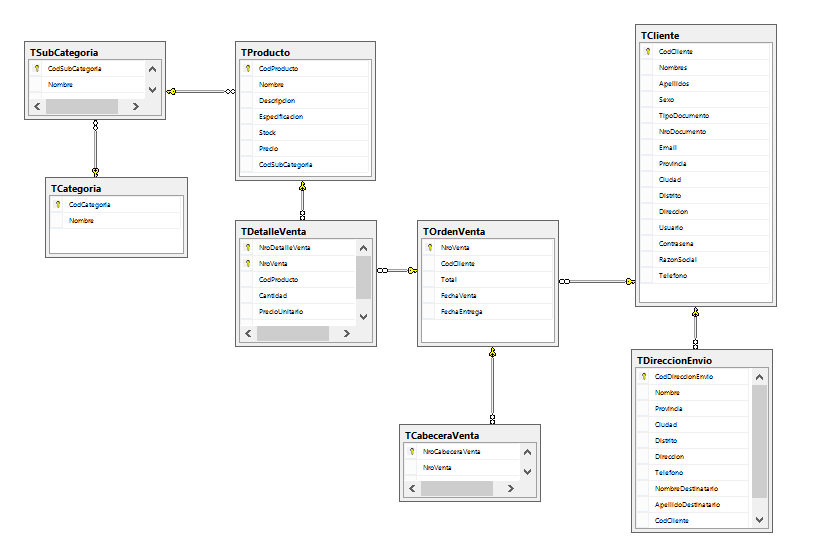 TSubCategoria
CodSubCategoria
Nombre
TProducto
CodProducto
Nombre
Descripcion
Especificacion
Stock
Precio
CodSubCategoria
TCliente
CodCliente
Nombres
Apellidos
Sexo
TipoDocumento
NroDocumento
Email
Provincia
Ciudad
Distrito
Direccion
Usuario
Contrasena
RazonSocial
Telefono
TCategoria
CodCategoria
Nombre
TDetalleVenta
NroDetalleVenta
NroVenta
CodProducto
Cantidad
PrecioUnitario
TOrdenVenta
NroVenta
CodCliente
Total
FechaVenta
FechaEntrega
TDireccionEnvio
CodDireccionEnvio
Nombre
Provincia
Ciudad
Distrito
Direccion
Telefono
NombreDestinatario
ApellidoDestinatario
CodCliente
TCabeceraVenta
NroCabeceraVenta
NroVenta